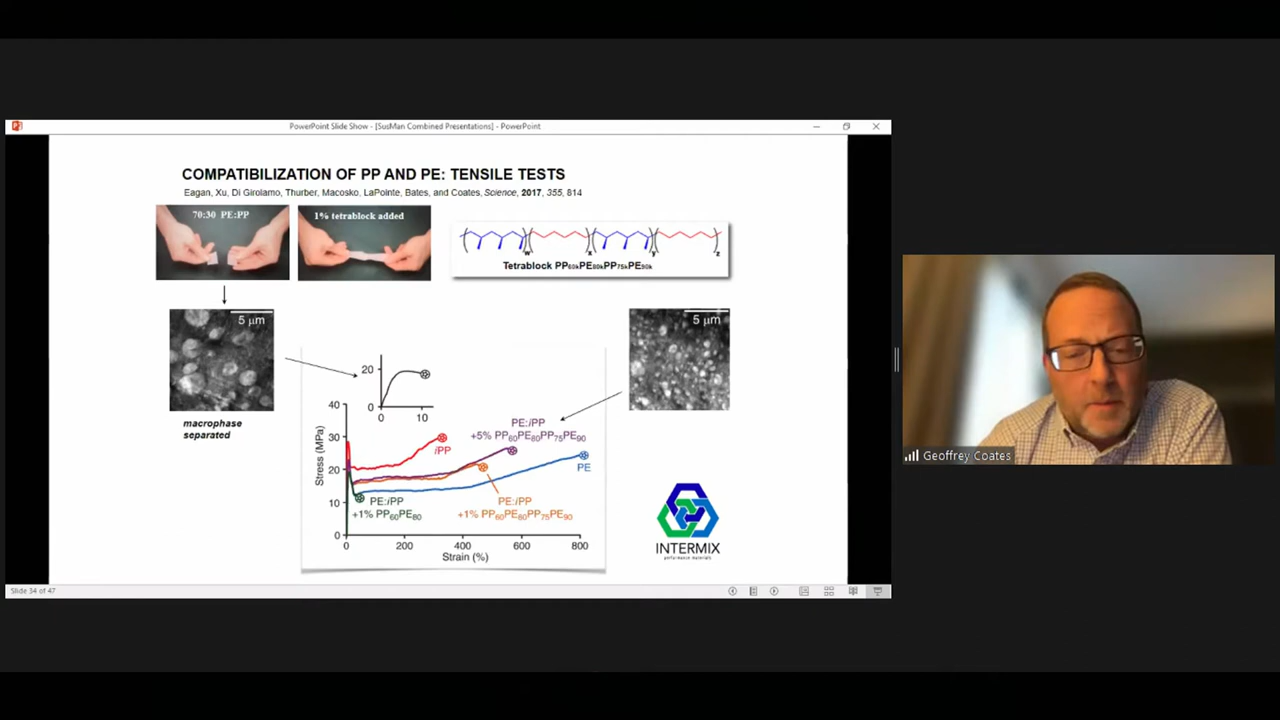 PowerPoint Slide Show - [SusMan Combined Presentations] - PowerPoint
COMPATIBILIZATION OF PP AND PE: TENSILE TESTS
Eagan, Xu, Di Girolamo, Thurber, Macosko, LaPointe, Bates, and Coates, Science, 2017, 355, 814
70:30 PE:PP
1% tetrablock added
w x y z
Tetrablock PP60kPE80kPP75kPE90k
5 μm
5 μm
macrophase
separated
20
0
0 10
40
30
20
10
0
Stress (MPa)
iPP
PE:iPP
+5% PP60PE80PP75PE90
PE
PE:iPP
+1% PP60PE80
PE:iPP
+1% PP60PE80PP75PE90
0 200 400 600 800
Strain (%)
INTERMIX
performance materials
Slide 34 of 47
Geoffrey Coates